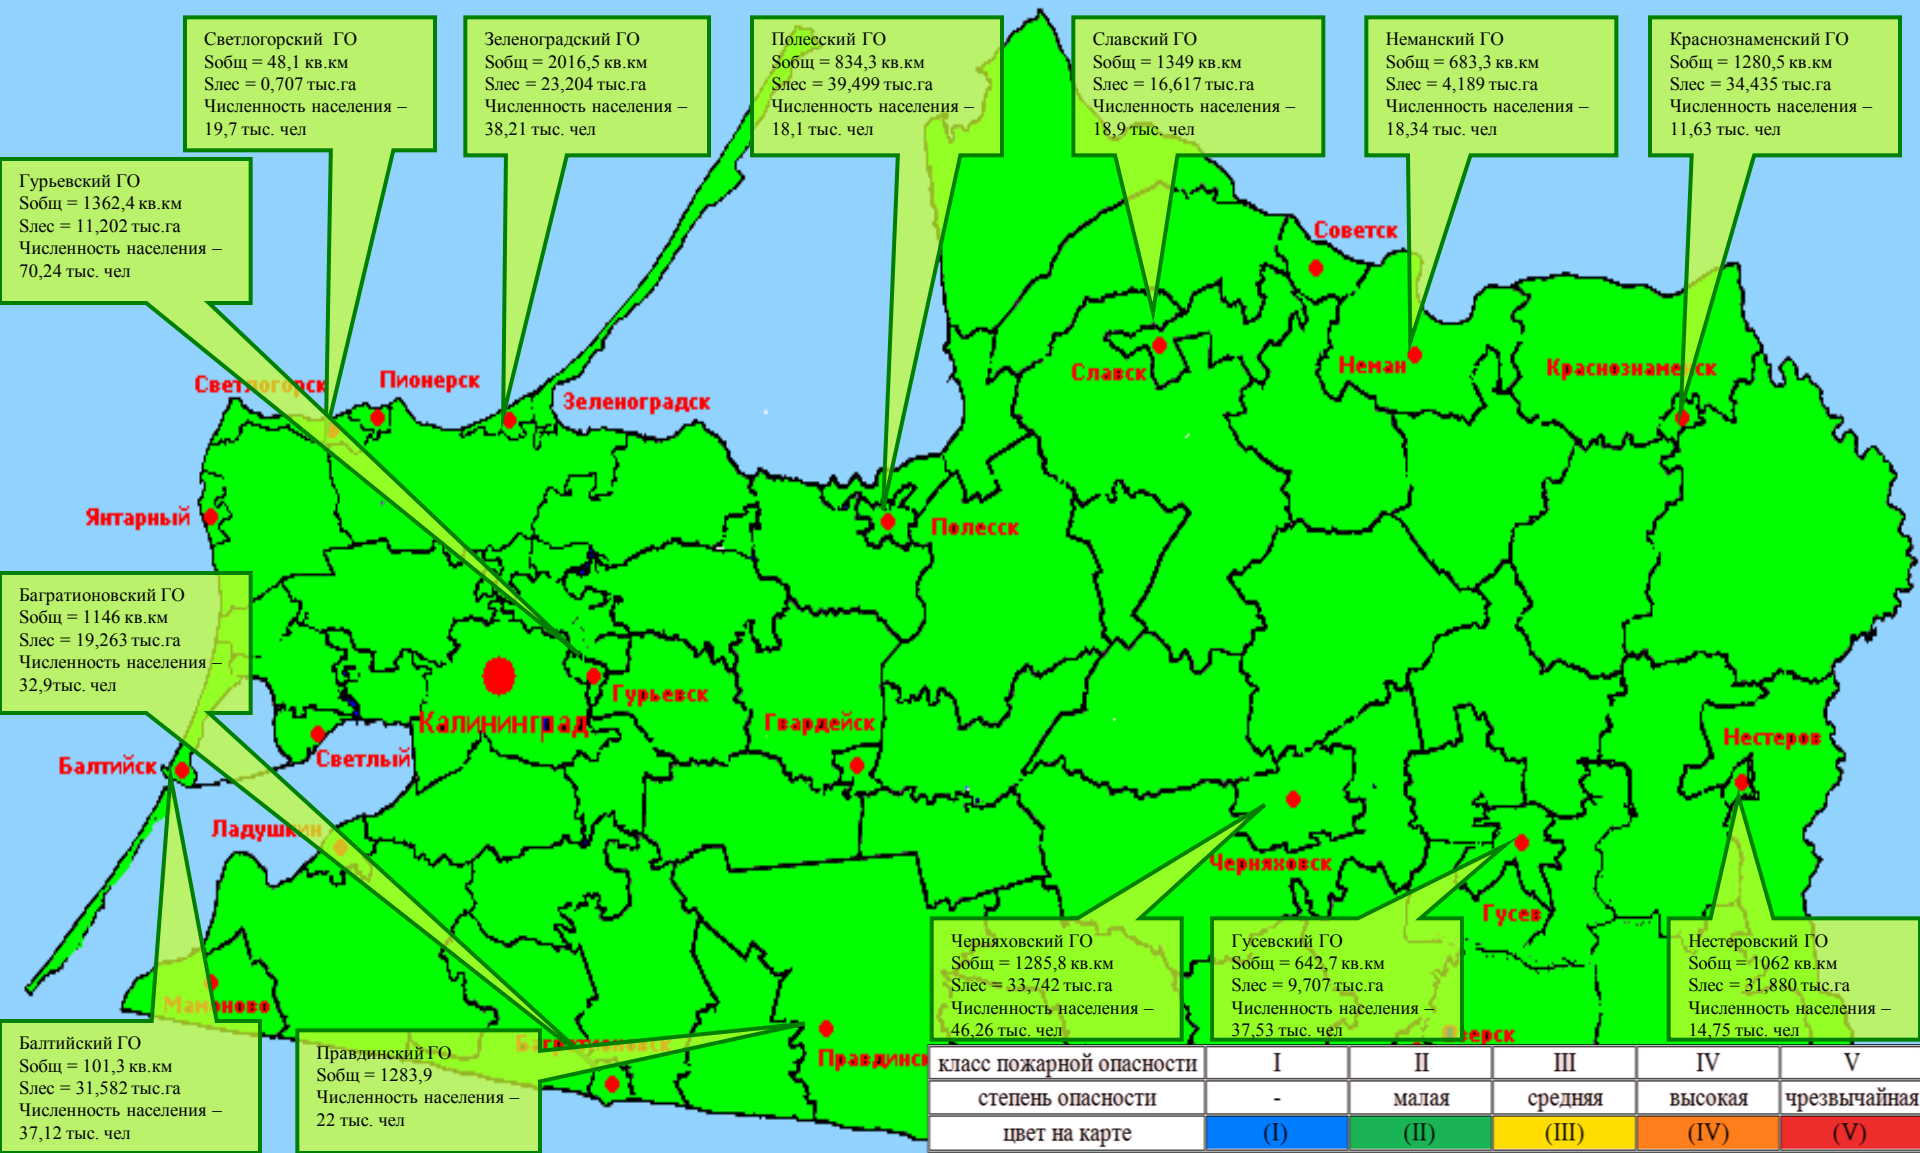 Светлогорский ГО
Sобщ = 48,1 кв.км
Sлес = 0,707 тыс.га
Численность населения –
19,7 тыс. чел
Зеленоградский ГО
Sобщ = 2016,5 кв.км
Sлес = 23,204 тыс.га
Численность населения –
38,21 тыс. чел
Полесский ГО
Sобщ = 834,3 кв.км
Sлес = 39,499 тыс.га
Численность населения –
18,1 тыс. чел
Славский ГО
Sобщ = 1349 кв.км
Sлес = 16,617 тыс.га
Численность населения –
18,9 тыс. чел
Неманский ГО
Sобщ = 683,3 кв.км
Sлес = 4,189 тыс.га
Численность населения –
18,34 тыс. чел
Краснознаменский ГО
Sобщ = 1280,5 кв.км
Sлес = 34,435 тыс.га
Численность населения –
11,63 тыс. чел
Гурьевский ГО
Sобщ = 1362,4 кв.км
Sлес = 11,202 тыс.га
Численность населения –
70,24 тыс. чел
Советск
Славск
Неман
Краснознаменск
Светлогорск
Пионерск
Зеленоградск
Янтарный
Полесск
Багратионовский ГО
Sобщ = 1146 кв.км
Sлес = 19,263 тыс.га
Численность населения –
32,9тыс. чел
Гурьевск
Калининград
Гвардейск
Нестеров
Светлый
Балтийск
Ладушкин
Черняховск
Гусев
Мамоново
Черняховский ГО
Sобщ = 1285,8 кв.км
Sлес = 33,742 тыс.га
Численность населения –
46,26 тыс. чел
Гусевский ГО
Sобщ = 642,7 кв.км
Sлес = 9,707 тыс.га
Численность населения –
37,53 тыс. чел
Нестеровский ГО
Sобщ = 1062 кв.км
Sлес = 31,880 тыс.га
Численность населения –
14,75 тыс. чел
Балтийский ГО
Sобщ = 101,3 кв.км
Sлес = 31,582 тыс.га
Численность населения –
37,12 тыс. чел
Правдинский ГО
Sобщ = 1283,9
Численность населения –
22 тыс. чел
Багратионовск
Правдинск
зерск
класс пожарной опасности I II III IV V
степень опасности - малая средняя высокая чрезвычайная
цвет на карте (I) (II) (III) (IV) (V)